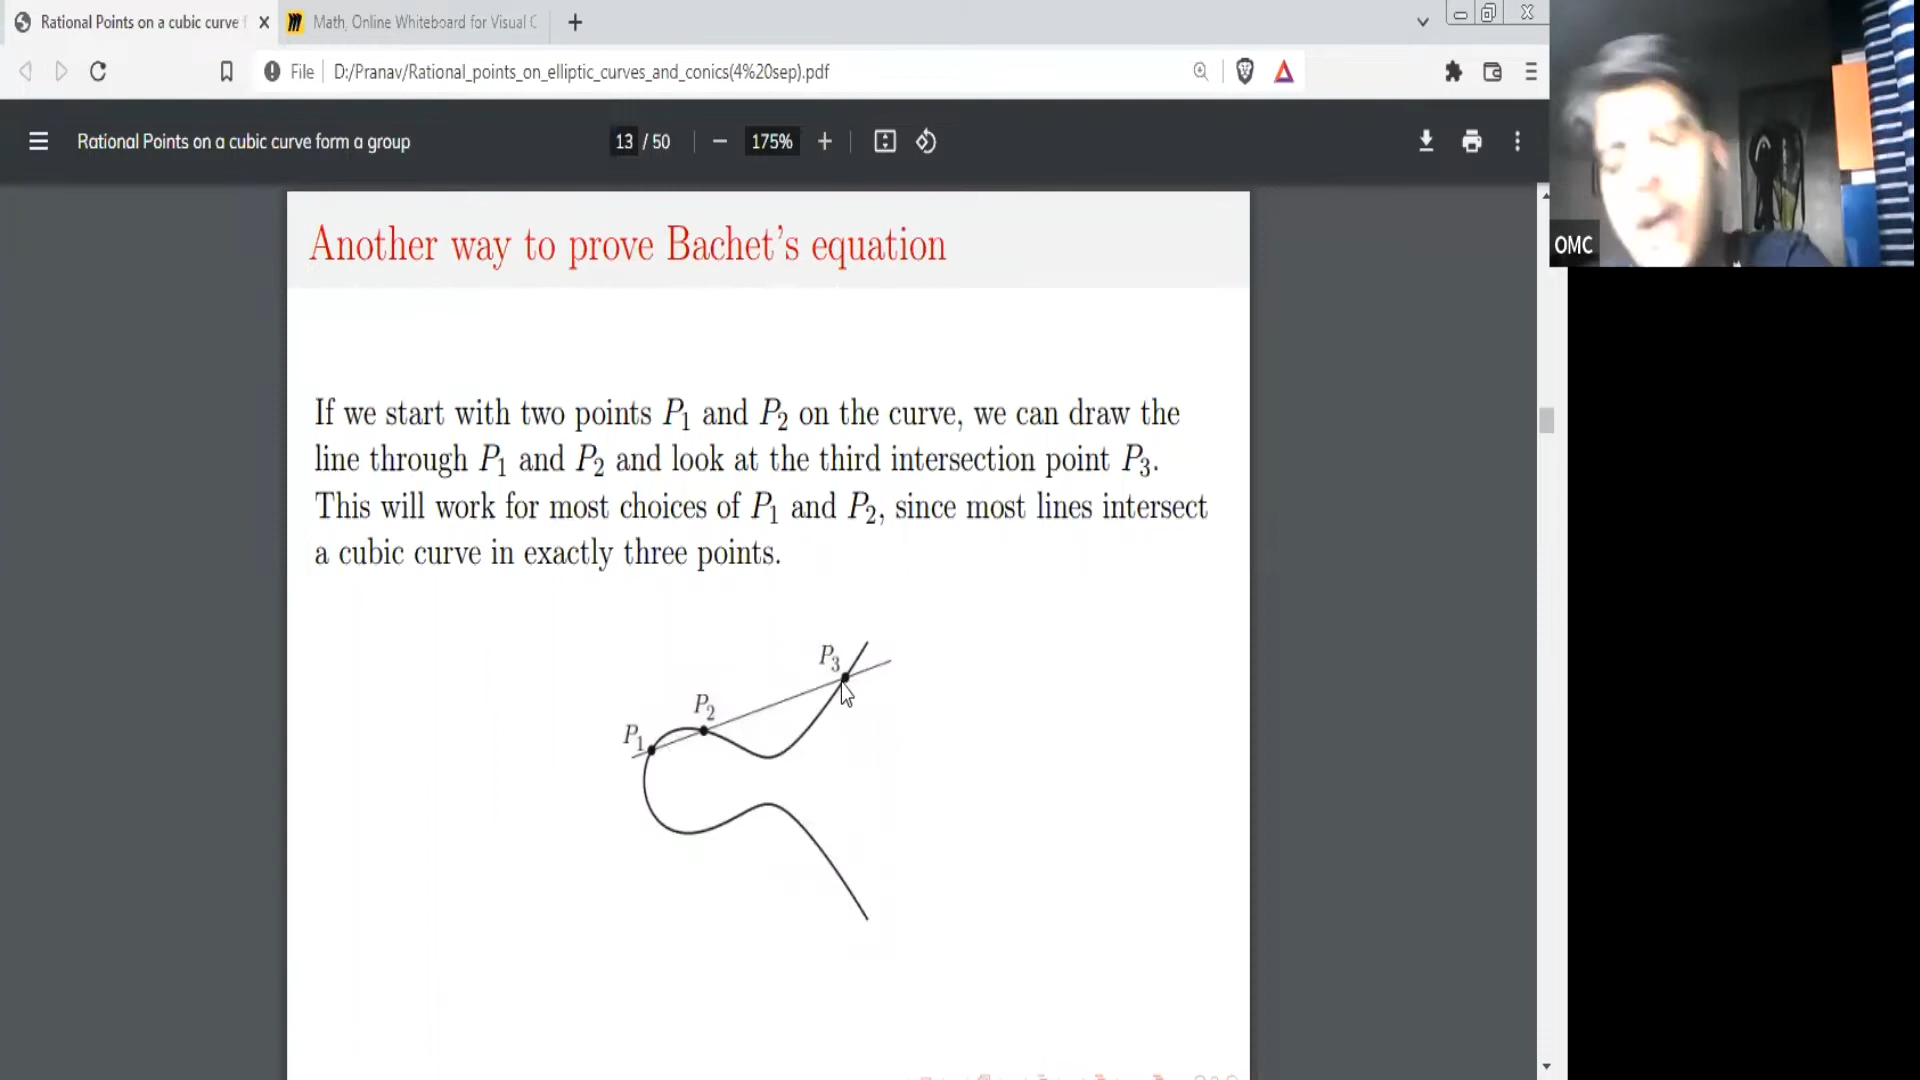 Rational Points on a cubic curve f
Math, Online Whiteboard for Visual C
File
D:/Pranav/Rational_points_on_elliptic_curves_and_conics(4%20sep).pdf
Rational Points on a cubic curve form a group
13 / 50
175%
OMC
Another way to prove Bachet's equation
If we start with two points P₁ and P₂ on the curve, we can draw the
line through P₁ and P₂ and look at the third intersection point P₃.
This will work for most choices of P₁ and P₂, since most lines intersect
a cubic curve in exactly three points.
P₃
P₂
P₁